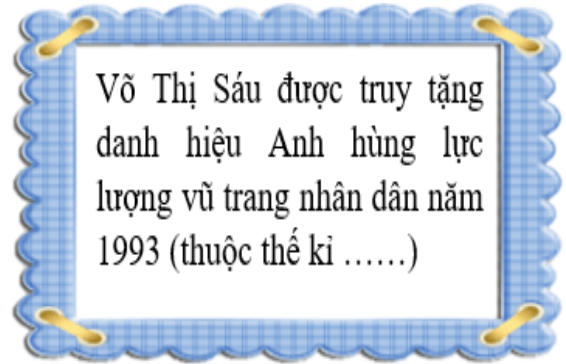 Võ Thị Sáu được truy tặng
danh hiệu Anh hùng lực
lượng vũ trang nhân dân năm
1993 (thuộc thế kỉ ……)